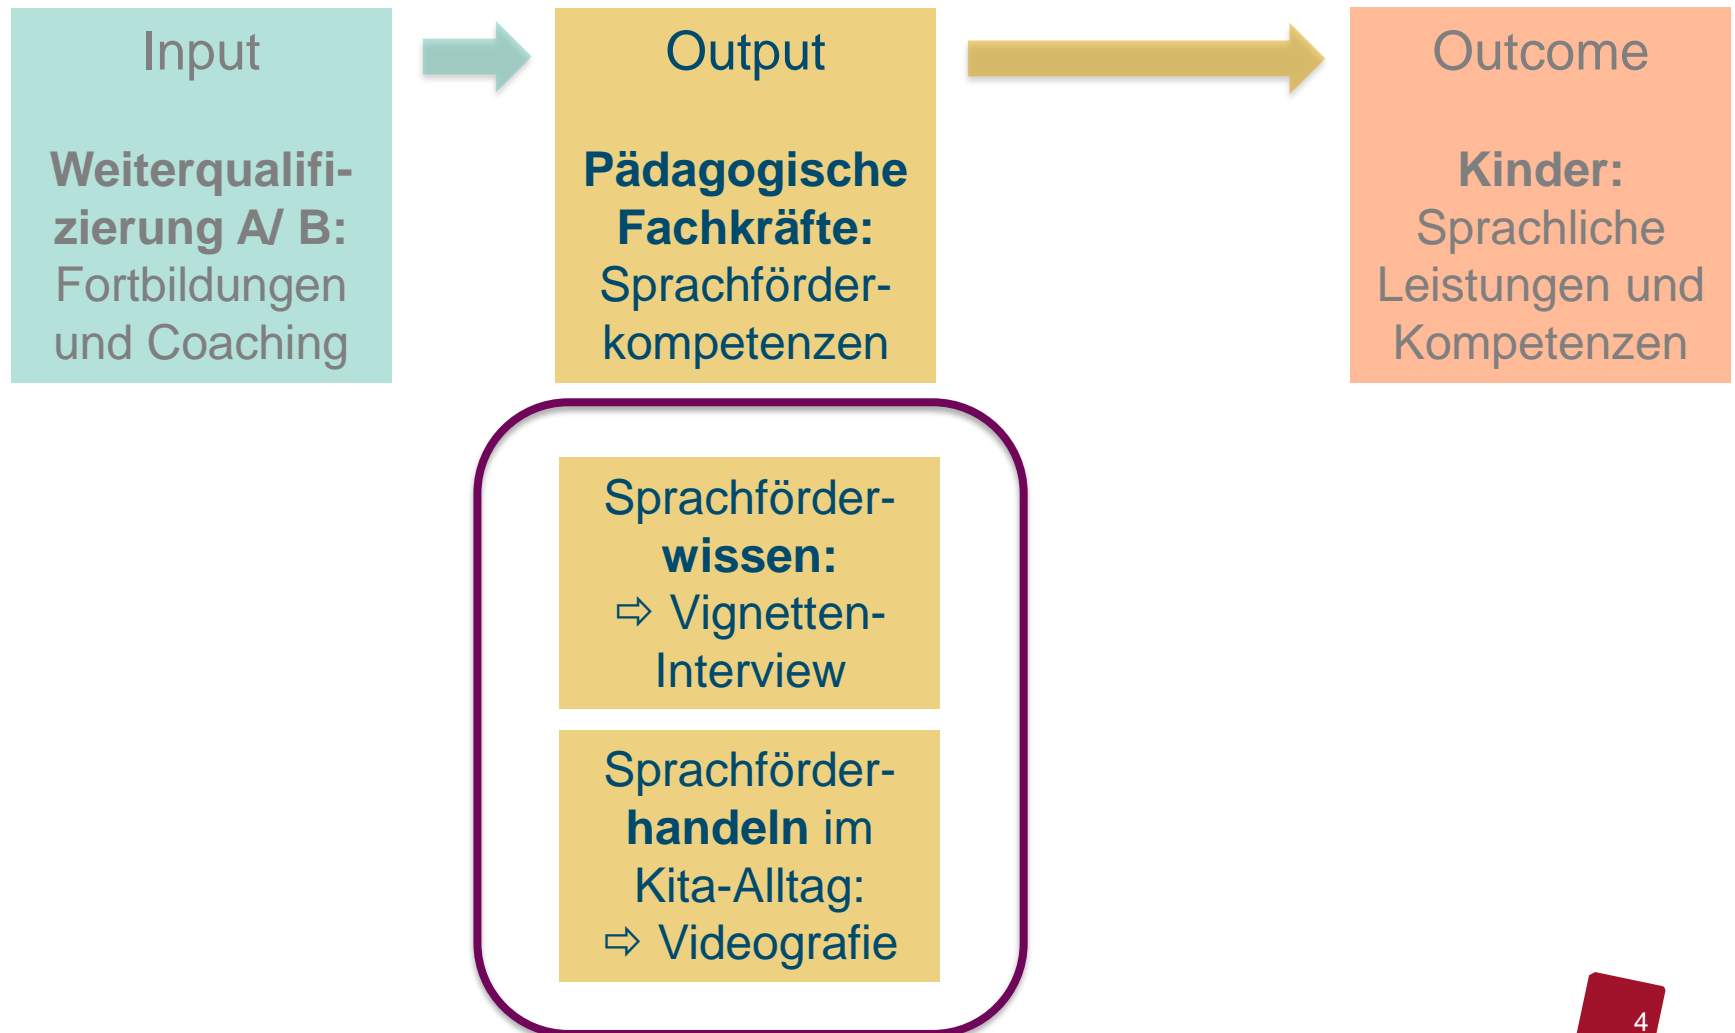 Input
Weiterqualifi-
zierung A/ B:
Fortbildungen
und Coaching
Output
Pädagogische
Fachkräfte:
Sprachförder-
kompetenzen
Outcome
Kinder:
Sprachliche
Leistungen und
Kompetenzen
Sprachförder-
wissen:
⇨ Vignetten-
Interview
Sprachförder-
handeln im
Kita-Alltag:
⇨ Videografie
4